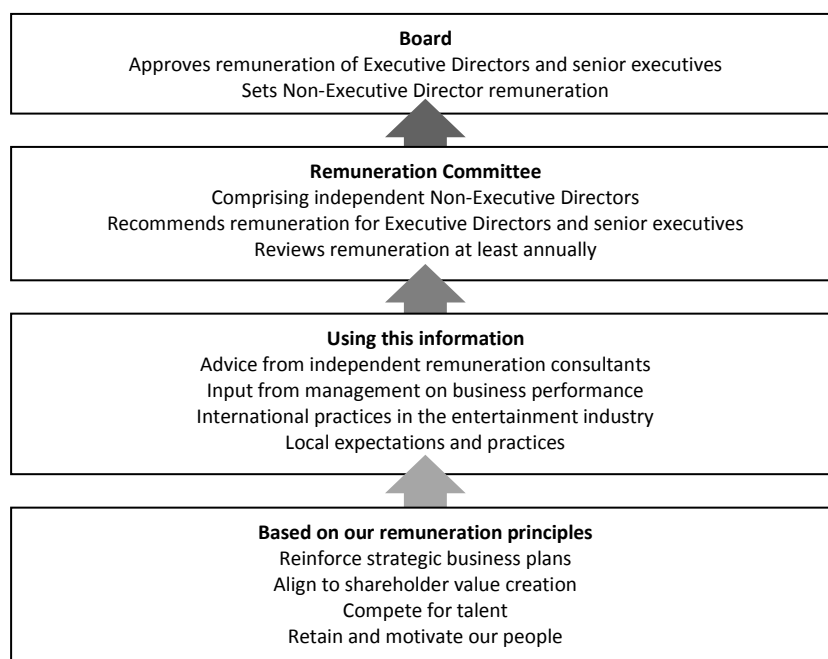 Board
Approves remuneration of Executive Directors and senior executives
Sets Non-Executive Director remuneration
Remuneration Committee
Comprising independent Non-Executive Directors
Recommends remuneration for Executive Directors and senior executives
Reviews remuneration at least annually
Using this information
Advice from independent remuneration consultants
Input from management on business performance
International practices in the entertainment industry
Local expectations and practices
Based on our remuneration principles
Reinforce strategic business plans
Align to shareholder value creation
Compete for talent
Retain and motivate our people